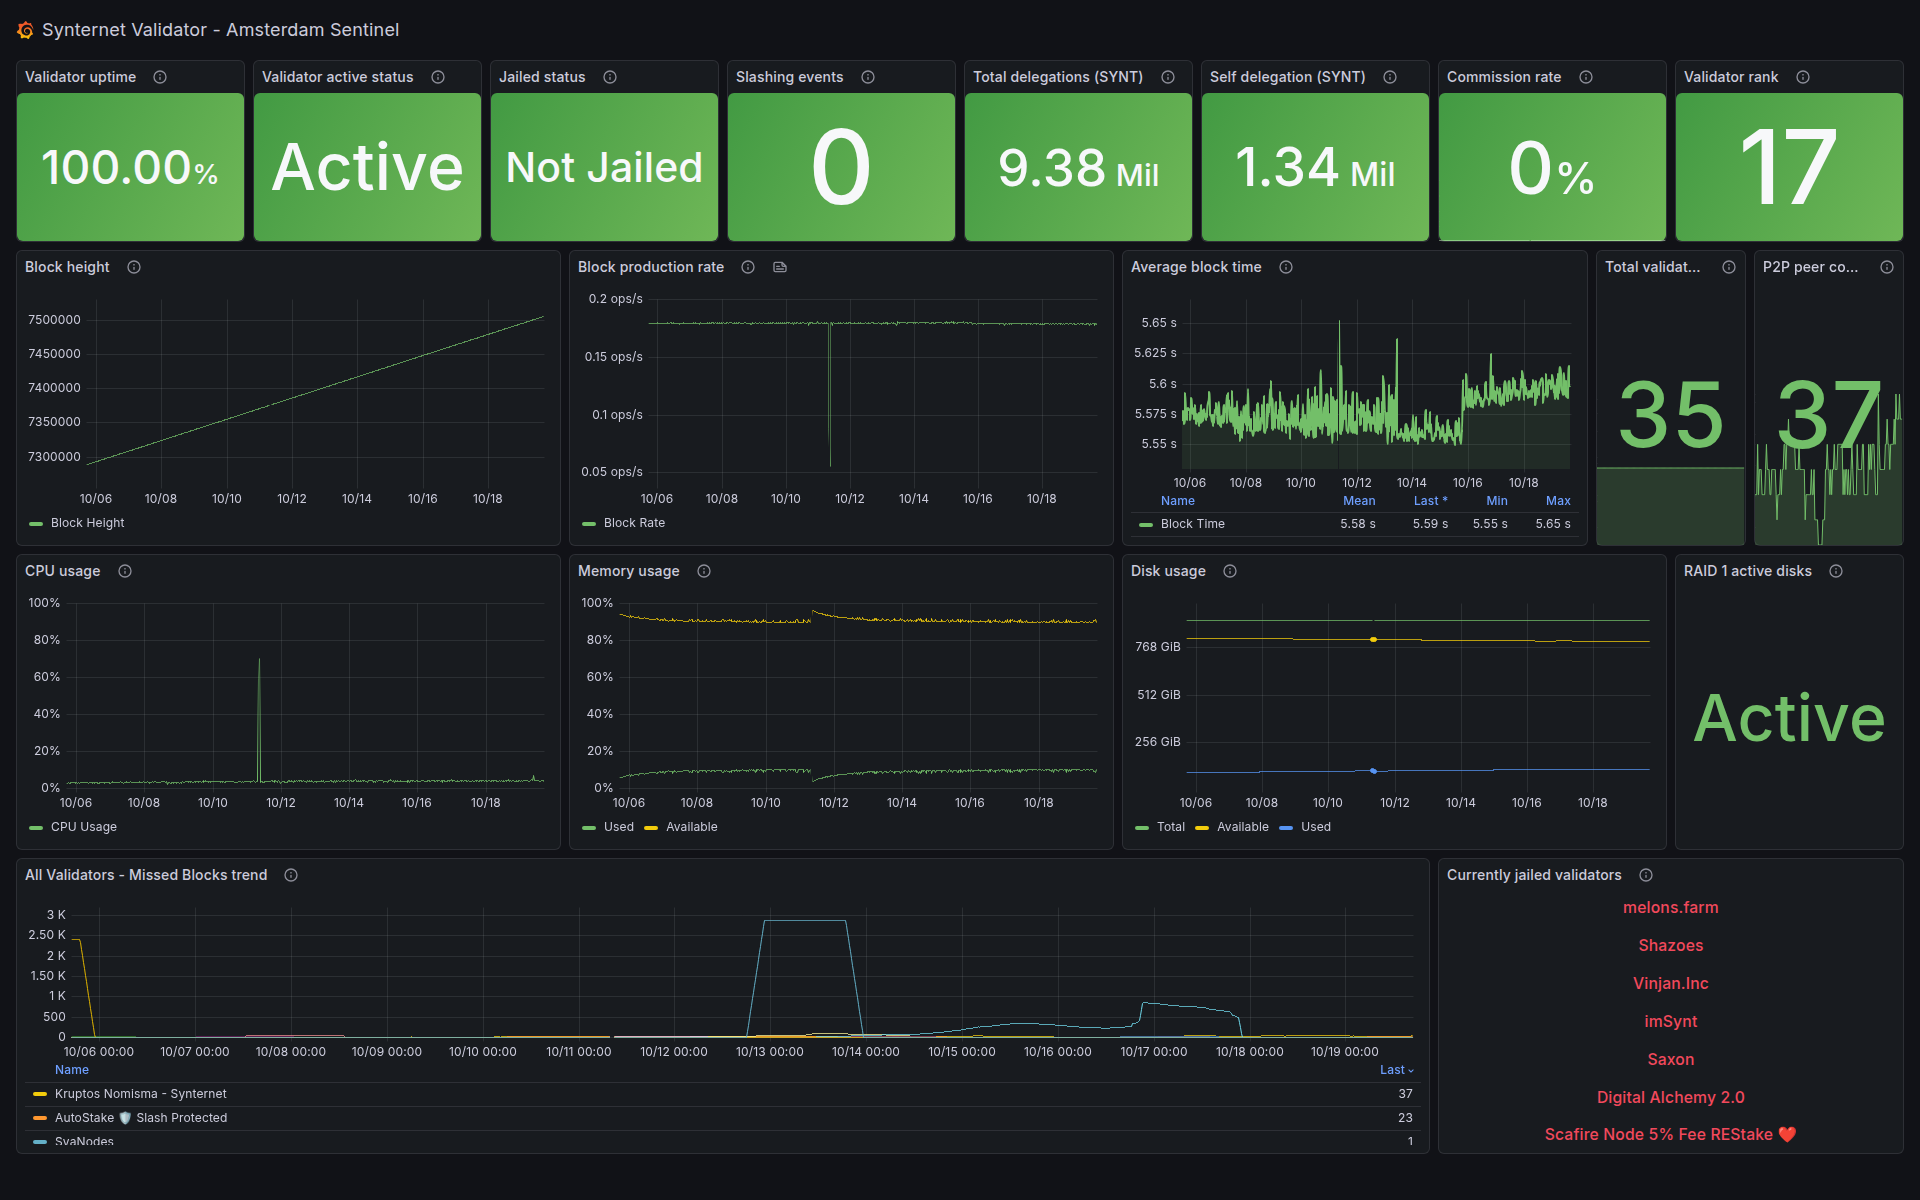 Synternet Validator - Amsterdam Sentinel
Validator uptime
100.00%
Validator active status
Active
Jailed status
Not Jailed
Slashing events
0
Total delegations (SYNT)
9.38 Mil
Self delegation (SYNT)
1.34 Mil
Commission rate
0%
Validator rank
17
Block height
7500000
7450000
7400000
7350000
7300000
10/06 10/08 10/10 10/12 10/14 10/16 10/18
Block Height
Block production rate
0.2 ops/s
0.15 ops/s
0.1 ops/s
0.05 ops/s
10/06 10/08 10/10 10/12 10/14 10/16 10/18
Block Rate
Average block time
5.65 s
5.625 s
5.6 s
5.575 s
5.55 s
10/06 10/08 10/10 10/12 10/14 10/16 10/18
Name Mean Last * Min Max
Block Time 5.58 s 5.59 s 5.55 s 5.65 s
Total validat...
35
P2P peer co...
37
CPU usage
100%
80%
60%
40%
20%
0%
10/06 10/08 10/10 10/12 10/14 10/16 10/18
CPU Usage
Memory usage
100%
80%
60%
40%
20%
0%
10/06 10/08 10/10 10/12 10/14 10/16 10/18
Used Available
Disk usage
768 GiB
512 GiB
256 GiB
10/06 10/08 10/10 10/12 10/14 10/16 10/18
Total Available Used
RAID 1 active disks
Active
All Validators - Missed Blocks trend
3 K
2.50 K
2 K
1.50 K
1 K
500
0
10/06 00:00 10/07 00:00 10/08 00:00 10/09 00:00 10/10 00:00 10/11 00:00 10/12 00:00 10/13 00:00 10/14 00:00 10/15 00:00 10/16 00:00 10/17 00:00 10/18 00:00 10/19 00:00
Name Last
Kruptos Nomisma - Synternet 37
AutoStake 🛡️ Slash Protected 23
SvaNodes 1
Currently jailed validators
melons.farm
Shazoes
Vinjan.Inc
imSynt
Saxon
Digital Alchemy 2.0
Scafire Node 5% Fee REStake ❤️